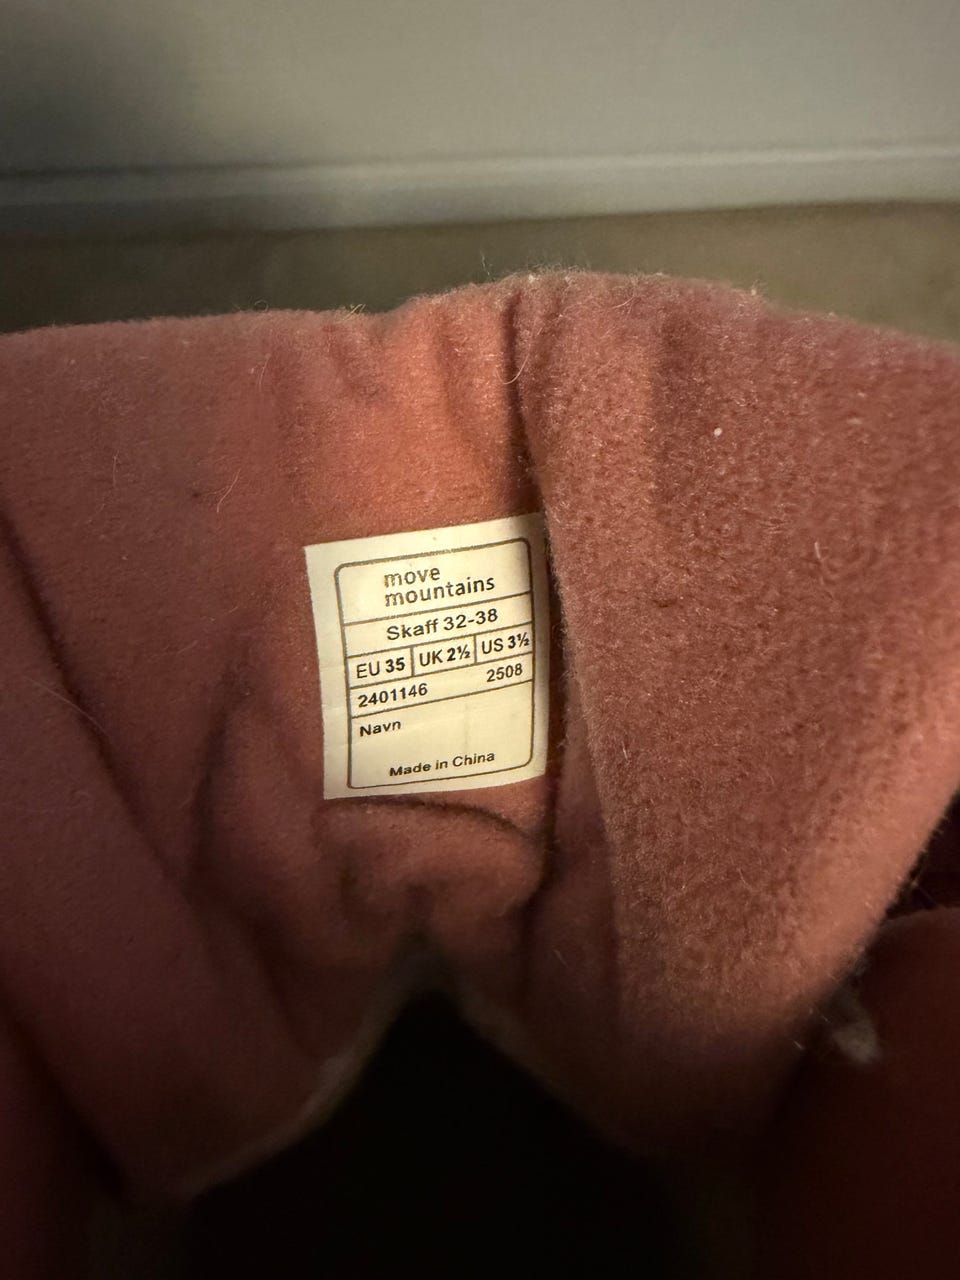 move
mountains
Skaff 32-38
EU 35 UK 2½ US 3½
2401146 2508
Navn
Made in China